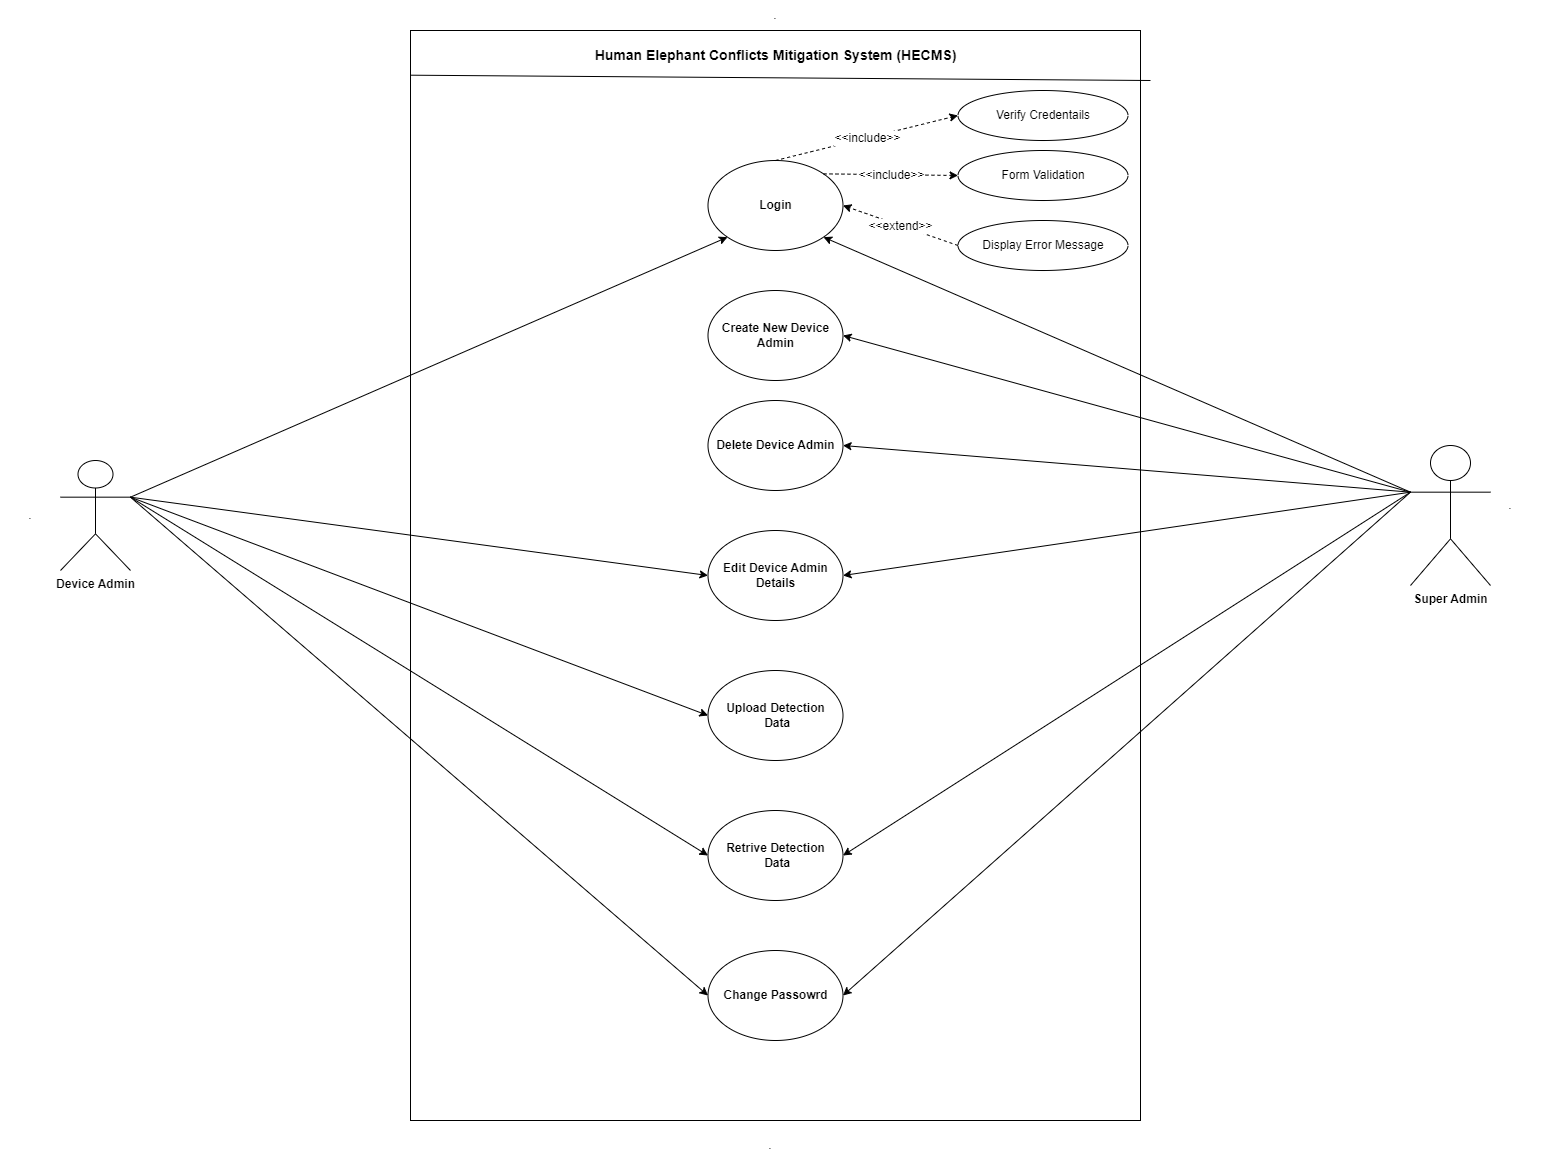 Human Elephant Conflicts Mitigation System (HECMS)
Verify Credentails
<<include>>
Form Validation
<<include>>
Login
<<extend>>
Display Error Message
Create New Device
Admin
Delete Device Admin
Device Admin
Super Admin
Edit Device Admin
Details
Upload Detection
Data
Retrive Detection
Data
Change Passowrd